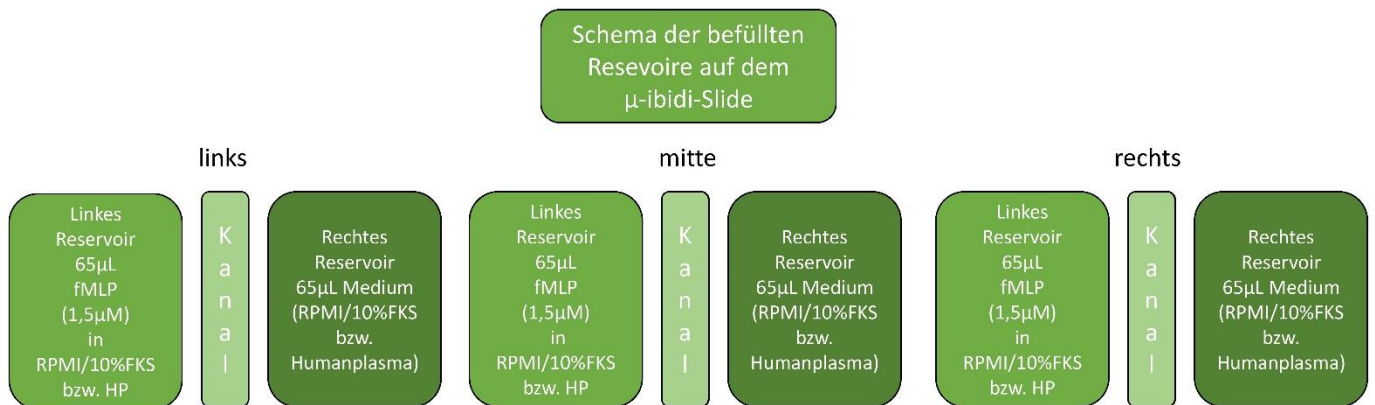 Schema der befüllten
Resevoire auf dem
µ-ibidi-Slide
links
Linkes
Reservoir
65µL
fMLP
(1,5µM)
in
RPMI/10%FKS
bzw. HP
K
a
n
a
l
Rechtes
Reservoir
65µL Medium
(RPMI/10%FKS
bzw.
Humanplasma)
mitte
Linkes
Reservoir
65µL
fMLP
(1,5µM)
in
RPMI/10%FKS
bzw. HP
K
a
n
a
l
Rechtes
Reservoir
65µL Medium
(RPMI/10%FKS
bzw.
Humanplasma)
rechts
Linkes
Reservoir
65µL
fMLP
(1,5µM)
in
RPMI/10%FKS
bzw. HP
K
a
n
a
l
Rechtes
Reservoir
65µL Medium
(RPMI/10%FKS
bzw.
Humanplasma)